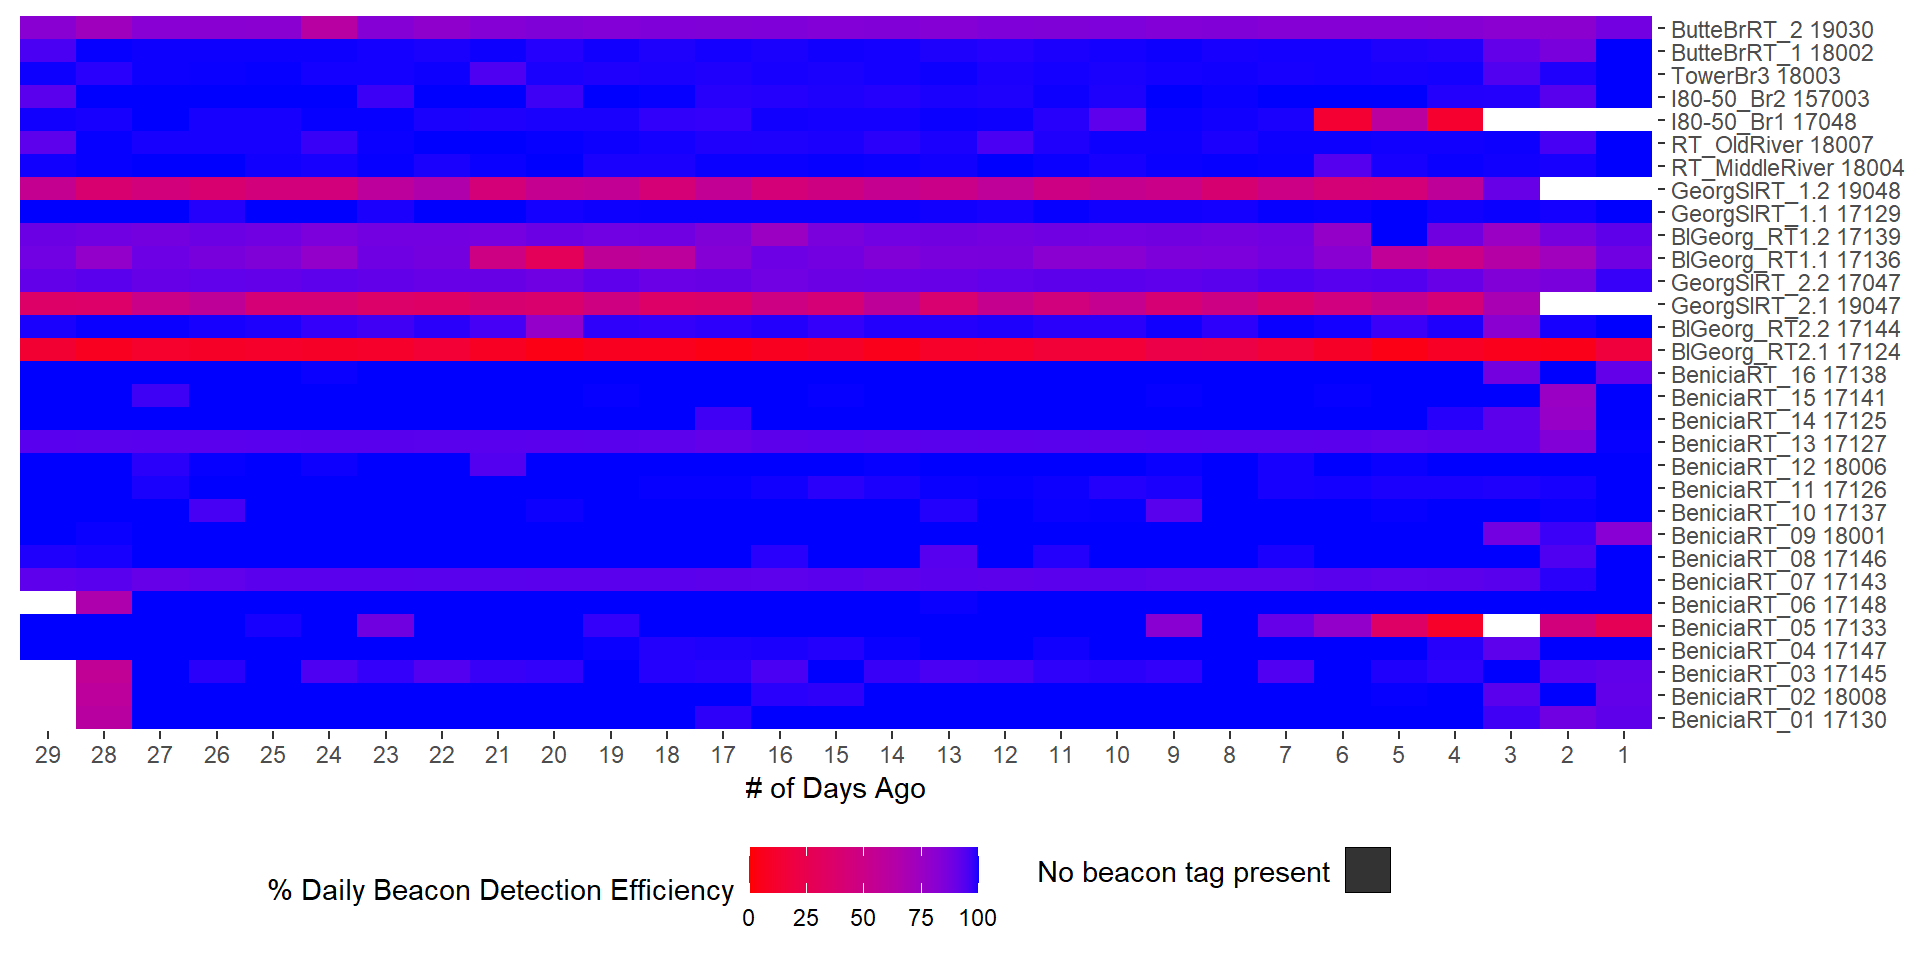 ButteBrRT_2 19030
ButteBrRT_1 18002
TowerBr3 18003
I80-50_Br2 157003
I80-50_Br1 17048
RT_OldRiver 18007
RT_MiddleRiver 18004
GeorgSlRT_1.2 19048
GeorgSlRT_1.1 17129
BlGeorg_RT1.2 17139
BlGeorg_RT1.1 17136
GeorgSlRT_2.2 17047
GeorgSlRT_2.1 19047
BlGeorg_RT2.2 17144
BlGeorg_RT2.1 17124
BeniciaRT_16 17138
BeniciaRT_15 17141
BeniciaRT_14 17125
BeniciaRT_13 17127
BeniciaRT_12 18006
BeniciaRT_11 17126
BeniciaRT_10 17137
BeniciaRT_09 18001
BeniciaRT_08 17146
BeniciaRT_07 17143
BeniciaRT_06 17148
BeniciaRT_05 17133
BeniciaRT_04 17147
BeniciaRT_03 17145
BeniciaRT_02 18008
BeniciaRT_01 17130
29 28 27 26 25 24 23 22 21 20 19 18 17 16 15 14 13 12 11 10 9 8 7 6 5 4 3 2 1
# of Days Ago
% Daily Beacon Detection Efficiency
0 25 50 75 100
No beacon tag present